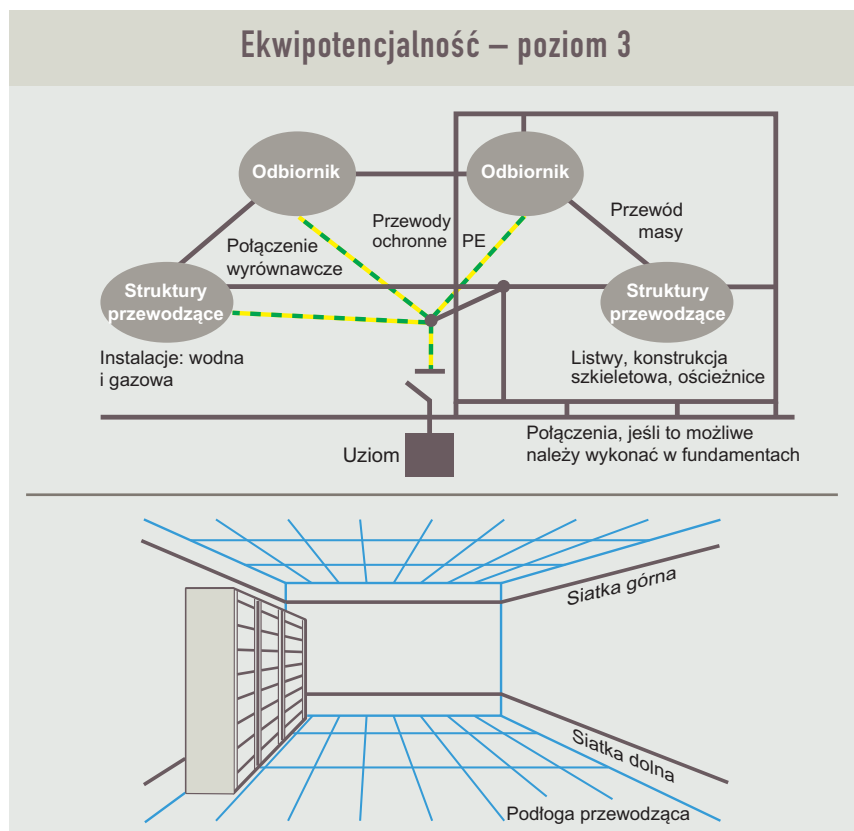 Ekwipotencjalność – poziom 3
Odbiornik
Odbiornik
Przewody
ochronne
PE
Przewód
masy
Połączenie
wyrównawcze
Struktury
przewodzące
Struktury
przewodzące
Instalacje: wodna
i gazowa
Listwy, konstrukcja
szkieletowa, ościeżnice
Uziom
Połączenia, jeśli to możliwe
należy wykonać w fundamentach
Siatka górna
Siatka dolna
Podłoga przewodząca